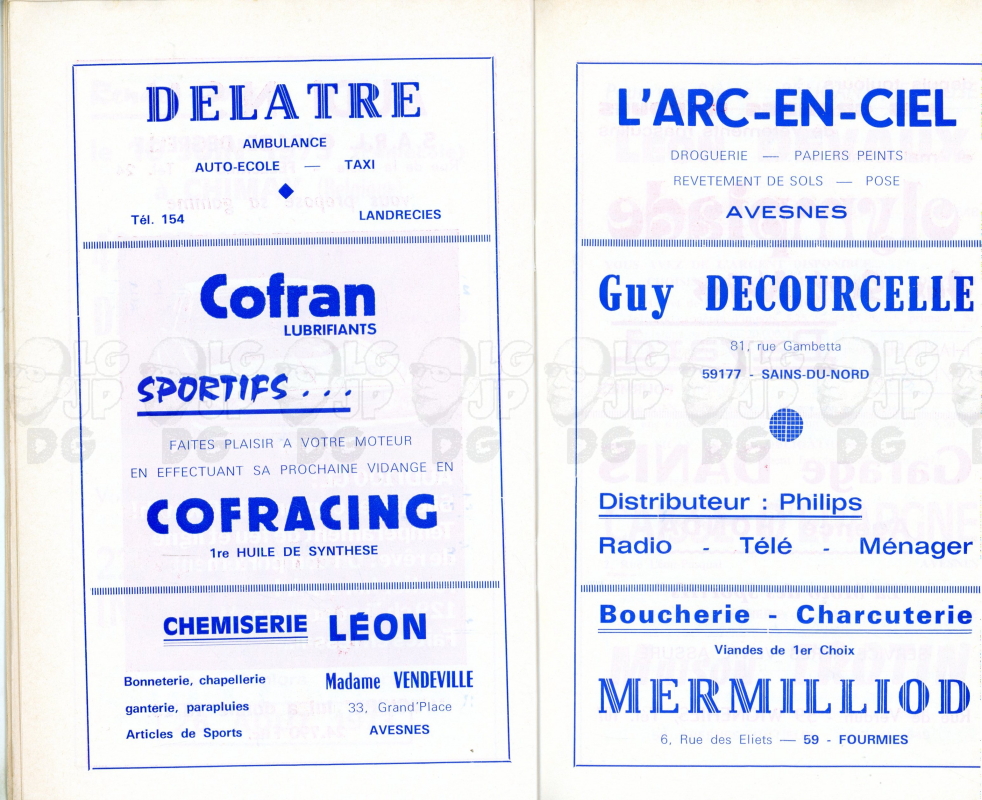 DELATRE
AMBULANCE
AUTO-ECOLE — TAXI
Tél. 154 LANDRECIES
Cofran
LUBRIFIANTS
SPORTIFS . . .
FAITES PLAISIR A VOTRE MOTEUR
EN EFFECTUANT SA PROCHAINE VIDANGE EN
COFRACING
1re HUILE DE SYNTHESE
CHEMISERIE LÉON
Bonneterie, chapellerie Madame VENDEVILLE
ganterie, parapluies 33, Grand'Place
Articles de Sports AVESNES
L'ARC-EN-CIEL
DROGUERIE — PAPIERS PEINTS
REVETEMENT DE SOLS — POSE
AVESNES
Guy DECOURCELLE
81, rue Gambetta
59177 - SAINS-DU-NORD
Distributeur : Philips
Radio - Télé - Ménager
Boucherie - Charcuterie
Viandes de 1er Choix
MERMILLIOD
6, Rue des Eliets — 59 - FOURMIES
LG JP DG